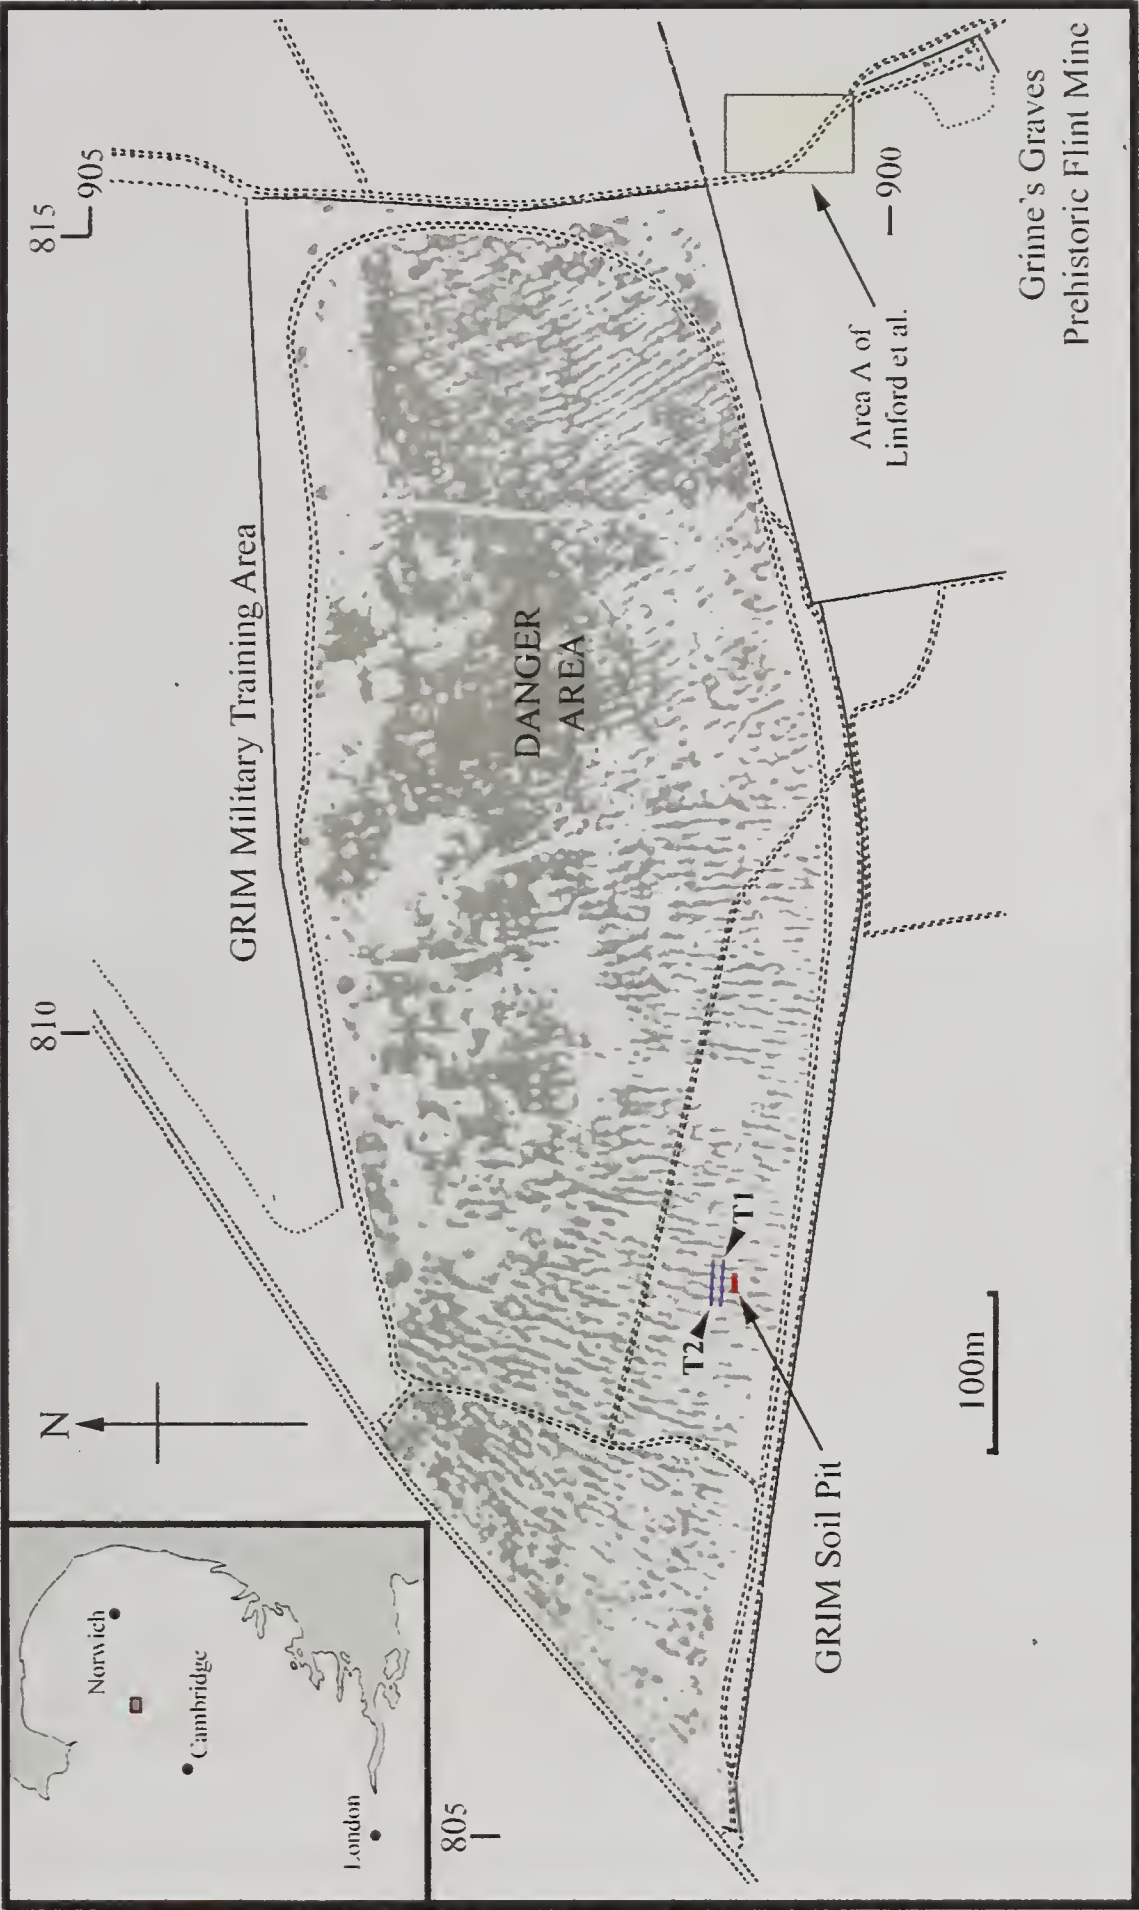 Norwich
Cambridge
London
N
805
810
815
905
GRIM Military Training Area
DANGER
AREA
T2
T1
GRIM Soil Pit
100m
Area A of
Linford et al.
900
Grime's Graves
Prehistoric Flint Mine